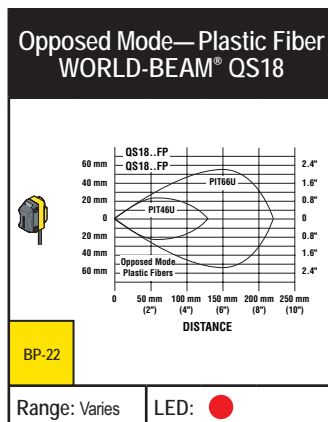 Opposed Mode—Plastic Fiber
WORLD-BEAM® QS18
QS18..FP
QS18..FP
60 mm 2.4"
PIT66U
40 mm 1.6"
PIT46U
20 mm 0.8"
0 0
20 mm 0.8"
40 mm 1.6"
Opposed Mode
60 mm 2.4"
Plastic Fibers
0 50 mm 100 mm 150 mm 200 mm 250 mm
(2") (4") (6") (8") (10")
DISTANCE
BP-22
Range: Varies LED: